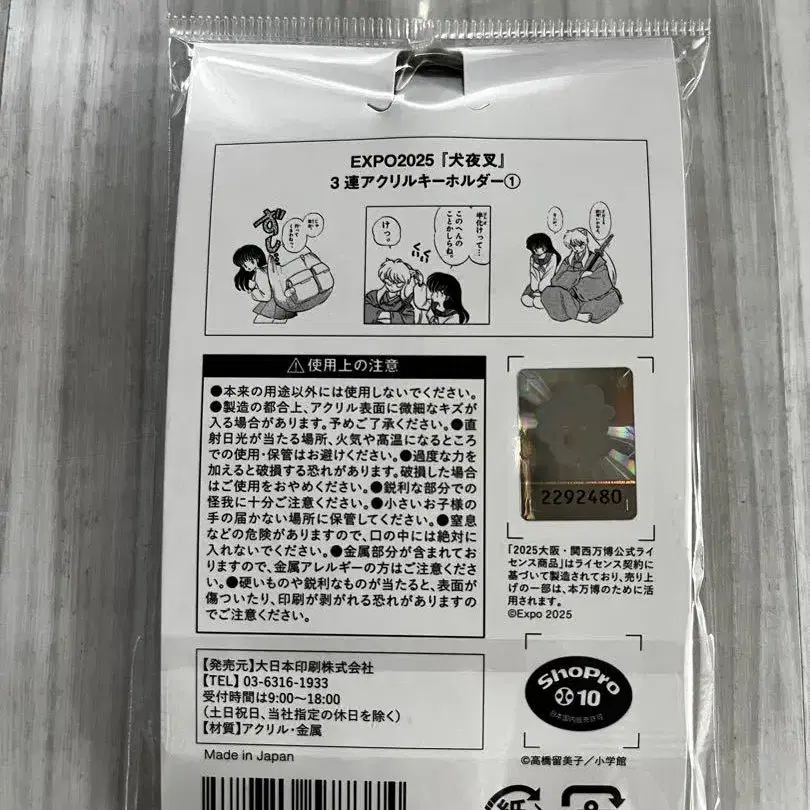 EXPO2025『犬夜叉』
3連アクリルキーホルダー①
ずし…
けっ。
このへんの
ことかしらね。
半化けって…
⚠使用上の注意
●本来の用途以外には使用しないでください。
●製造の都合上、アクリル表面に微細なキズが
入る場合があります。予めご了承ください。●直
射日光が当たる場所、火気や高温になるところ
での使用・保管はお避けください。●過度な力を
加えると破損する恐れがあります。破損した場合
はご使用をおやめください。●鋭利な部分での
怪我に十分ご注意ください。●小さいお子様の
手の届かない場所に保管してください。●窒息
などの危険がありますので、口の中には絶対に
入れないでください。●金属部分が含まれてお
りますので、金属アレルギーの方はご注意くださ
い。●硬いものや鋭利なものが当たると、表面が
傷ついたり、印刷が剥がれる恐れがありますの
でご注意ください。
2292480
「2025大阪・関西万博公式ライ
センス商品」はライセンス契約に
基づいて製造されており、売り上
げの一部は、本万博のために活
用されます。
©Expo 2025
【発売元】大日本印刷株式会社
【TEL】03-6316-1933
受付時間は9:00～18:00
（土日祝日、当社指定の休日を除く）
【材質】アクリル・金属
Made in Japan
ShoPro
10
日本国内販売許可
©高橋留美子／小学館